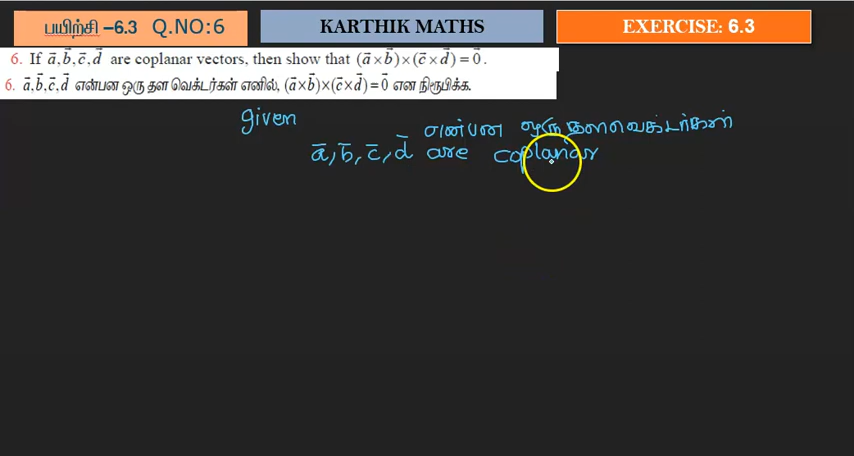 பயிற்சி –6.3 Q.NO:6
KARTHIK MATHS
EXERCISE: 6.3
6. If a⃗, b⃗, c⃗, d⃗ are coplanar vectors, then show that (a⃗ × b⃗) × (c⃗ × d⃗) = 0⃗.
6. a⃗, b⃗, c⃗, d⃗ என்பன ஒரு தள வெக்டர்கள் எனில், (a⃗ × b⃗) × (c⃗ × d⃗) = 0⃗ என நிரூபிக்க.
given
என்பன ஒருதளவெக்டர்கள்
a̅, b̅, c̅, d̅ are coplanar